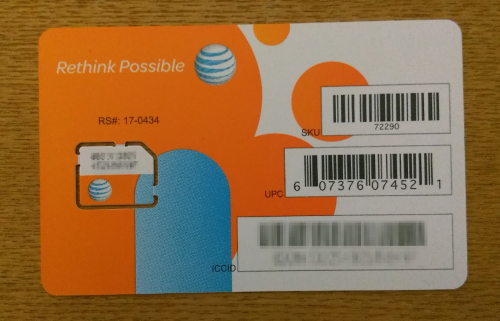 Rethink Possible
RS#: 17-0434
SKU
72290
UPC
6 07376 07452 1
ICCID